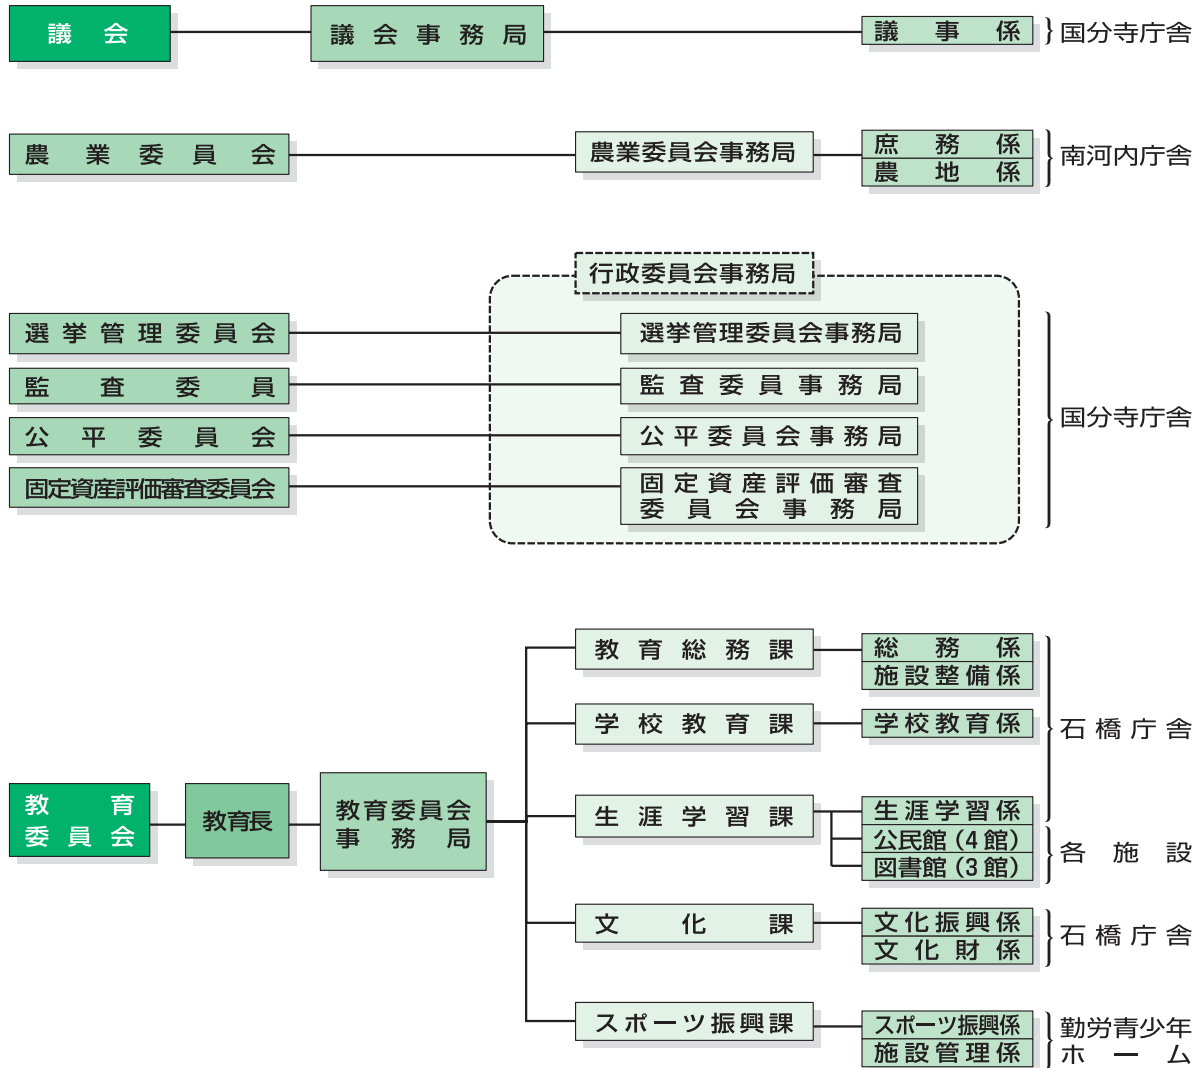 議会
議会事務局
議事係
国分寺庁舎
農業委員会
農業委員会事務局
庶務係
農地係
南河内庁舎
行政委員会事務局
選挙管理委員会
選挙管理委員会事務局
監査委員
監査委員事務局
公平委員会
公平委員会事務局
固定資産評価審査委員会
固定資産評価審査
委員会事務局
国分寺庁舎
教育
委員会
教育長
教育委員会
事務局
教育総務課
総務係
施設整備係
学校教育課
学校教育係
石橋庁舎
生涯学習課
生涯学習係
公民館（4館）
図書館（3館）
各施設
文化課
文化振興係
文化財係
石橋庁舎
スポーツ振興課
スポーツ振興係
施設管理係
勤労青少年
ホーム